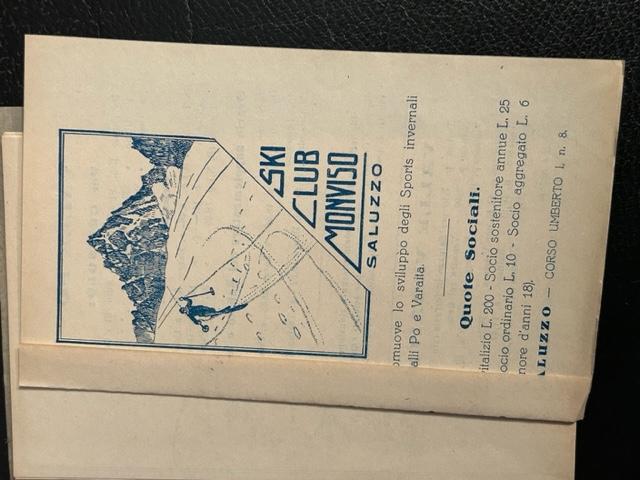 SKI
CLUB
MONVISO
SALUZZO
omuove lo sviluppo degli Sports invernali
alli Po e Varaita.
Quote Sociali.
vitalizio L. 200 - Socio sostenitore annue L. 25
ocio ordinario L. 10 - Socio aggregato L. 6
nore d'anni 18).
ALUZZO — CORSO UMBERTO I, n. 8.